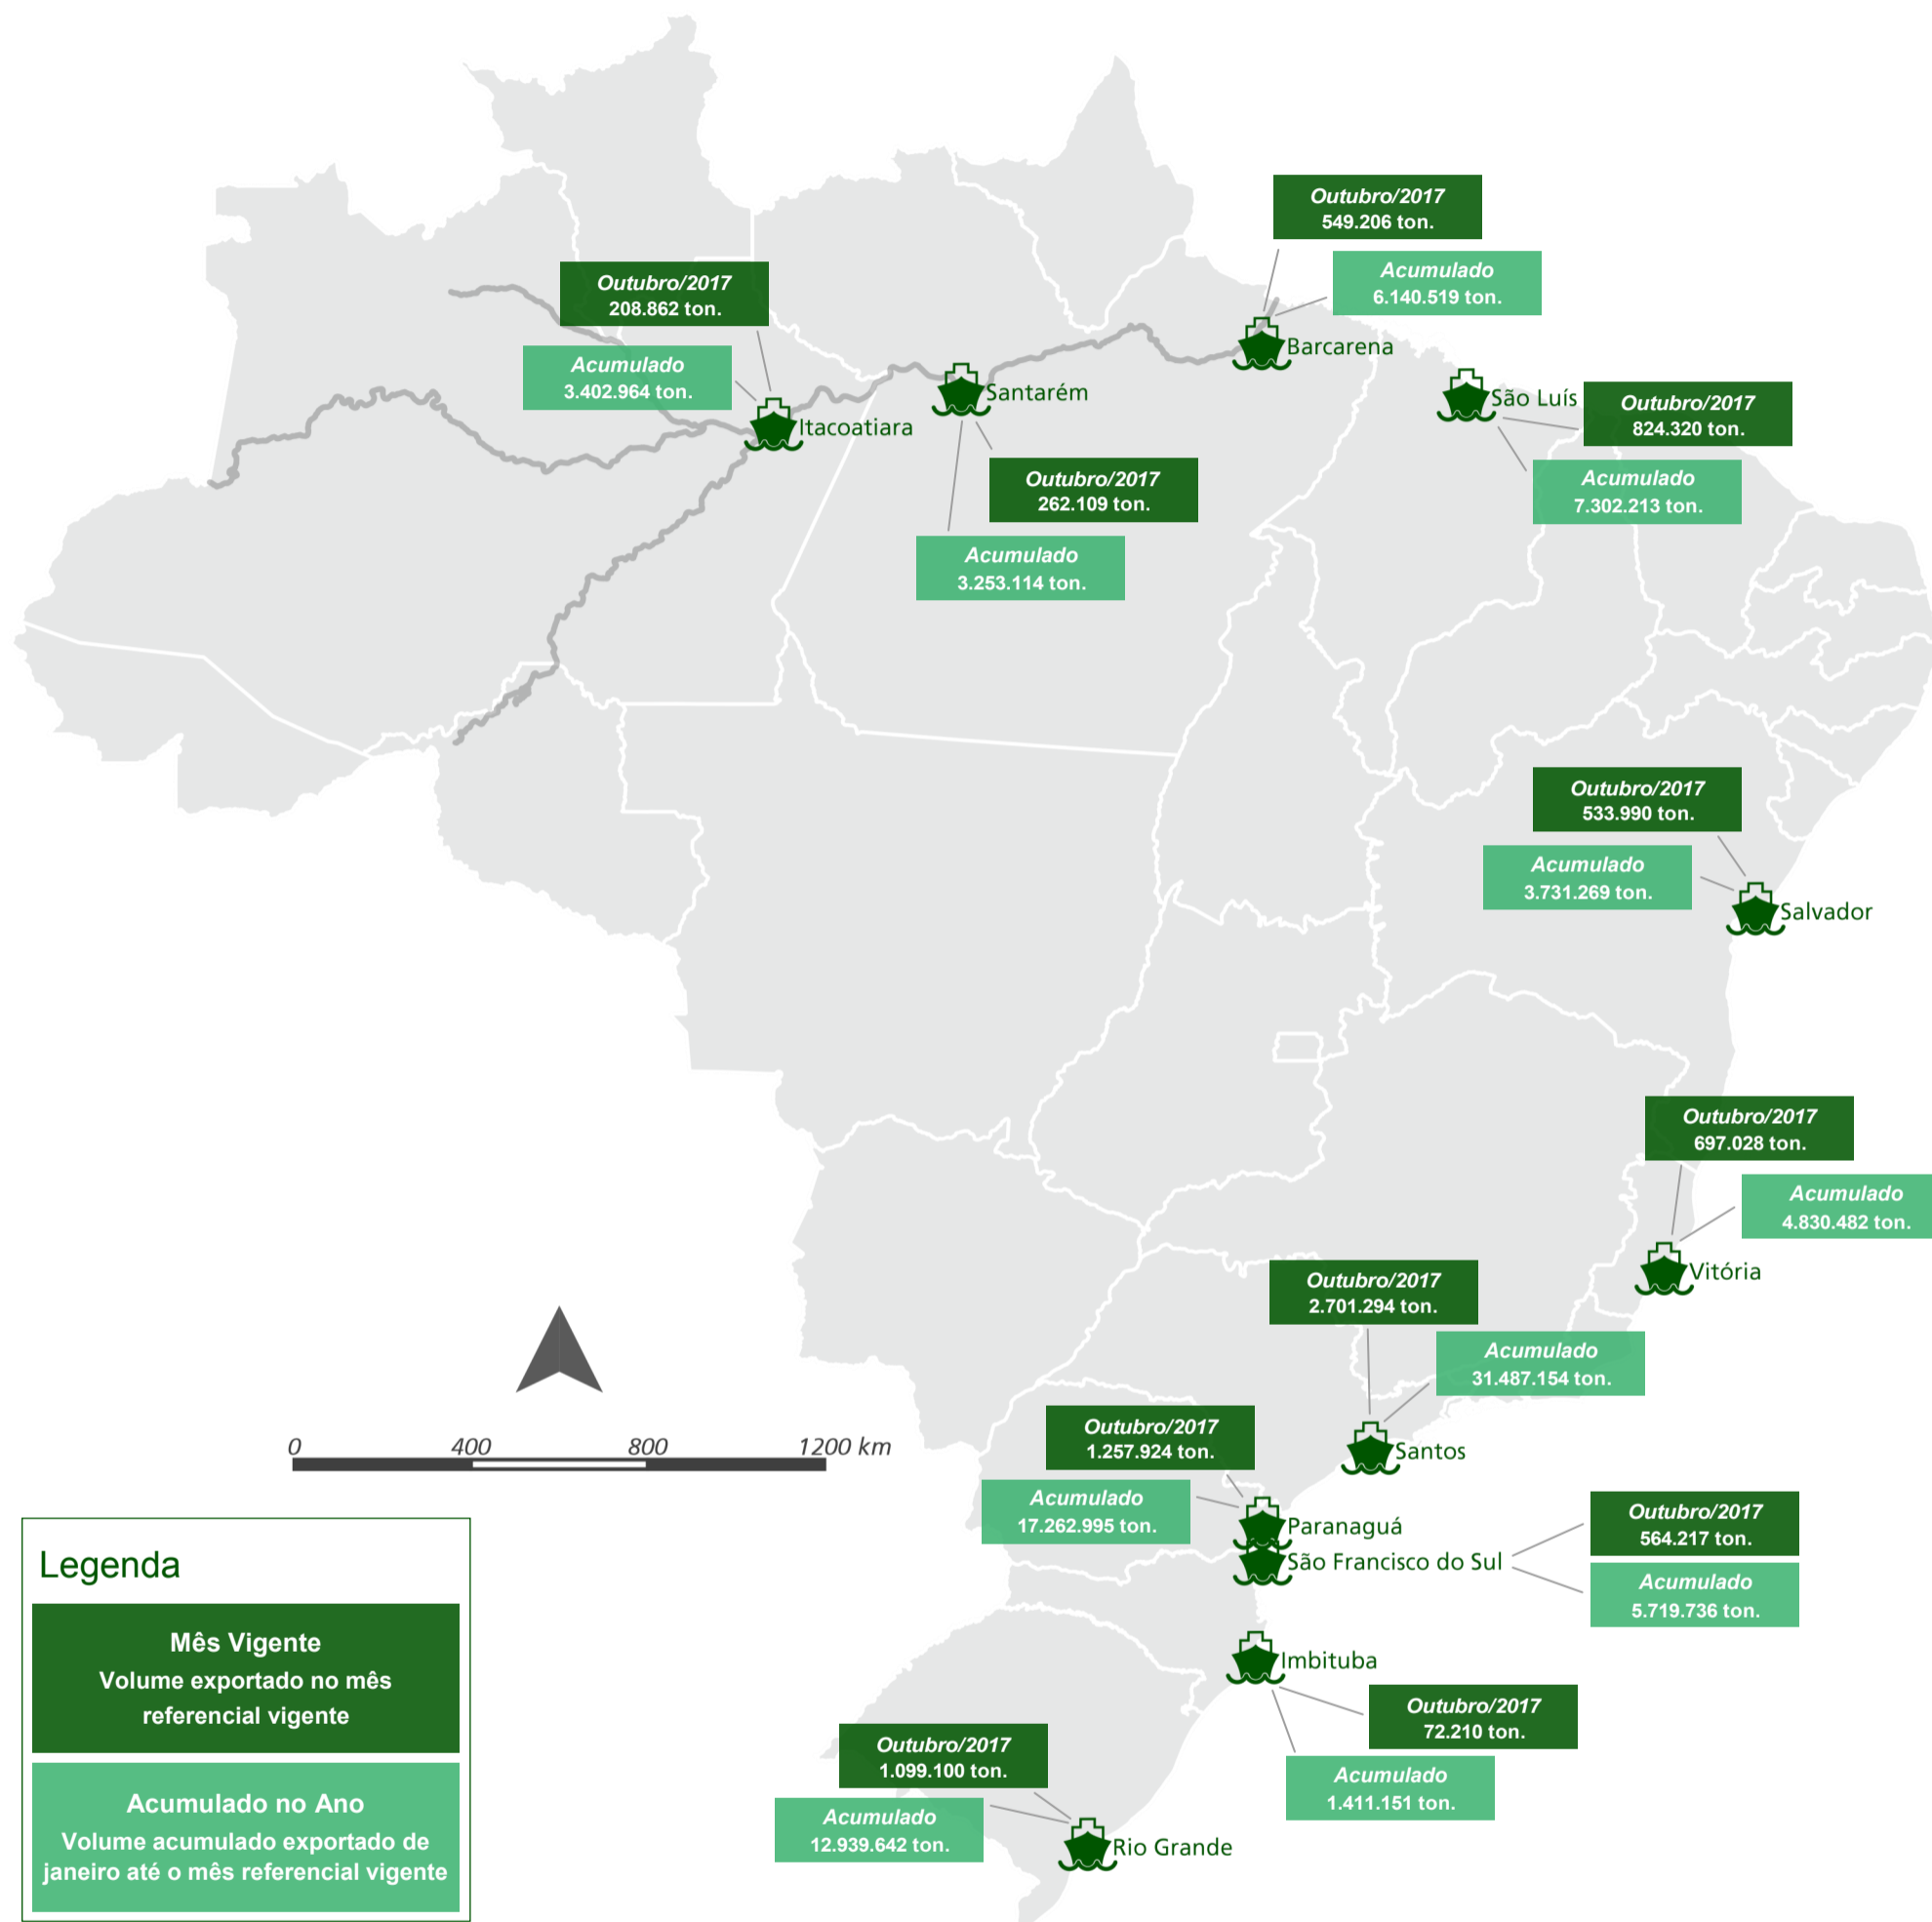 Outubro/2017
549.206 ton.
Acumulado
6.140.519 ton.
Barcarena
Outubro/2017
208.862 ton.
Acumulado
3.402.964 ton.
Itacoatiara
Santarém
Outubro/2017
262.109 ton.
Acumulado
3.253.114 ton.
São Luís
Outubro/2017
824.320 ton.
Acumulado
7.302.213 ton.
Outubro/2017
533.990 ton.
Acumulado
3.731.269 ton.
Salvador
Outubro/2017
697.028 ton.
Acumulado
4.830.482 ton.
Vitória
Outubro/2017
2.701.294 ton.
Acumulado
31.487.154 ton.
Santos
Outubro/2017
1.257.924 ton.
Acumulado
17.262.995 ton.
Paranaguá
São Francisco do Sul
Outubro/2017
564.217 ton.
Acumulado
5.719.736 ton.
Imbituba
Outubro/2017
72.210 ton.
Acumulado
1.411.151 ton.
Outubro/2017
1.099.100 ton.
Acumulado
12.939.642 ton.
Rio Grande
0 400 800 1200 km
Legenda
Mês Vigente
Volume exportado no mês
referencial vigente
Acumulado no Ano
Volume acumulado exportado de
janeiro até o mês referencial vigente